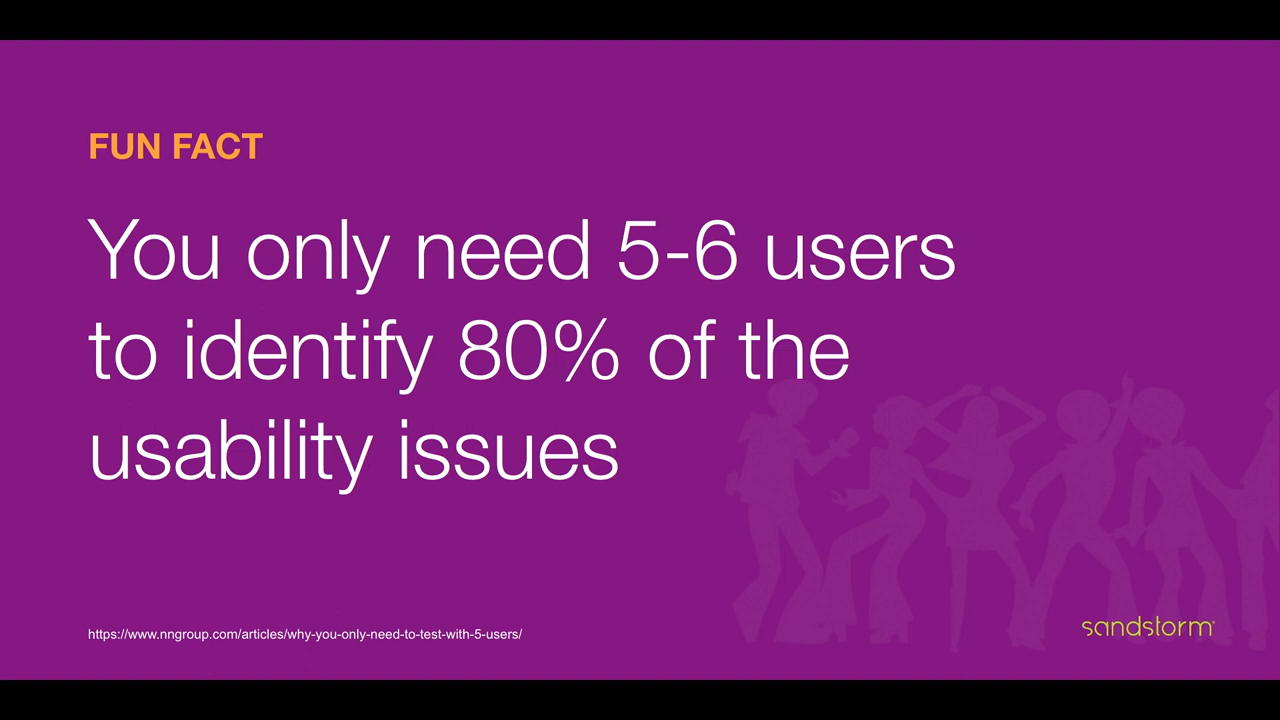 FUN FACT
You only need 5-6 users
to identify 80% of the
usability issues
https://www.nngroup.com/articles/why-you-only-need-to-test-with-5-users/
sandstorm